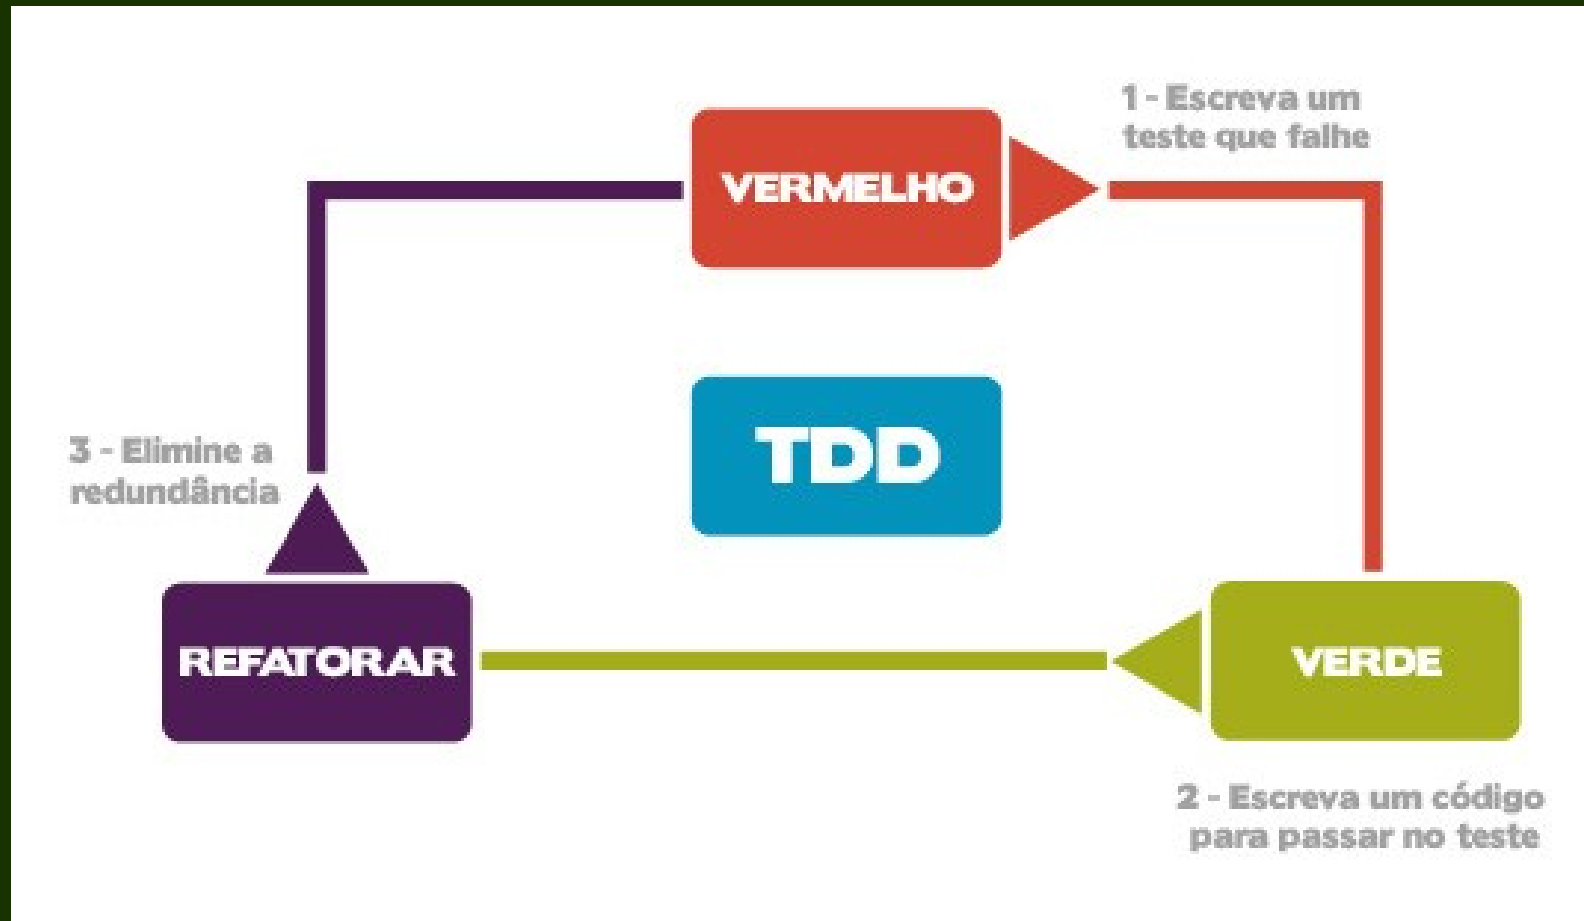 1 - Escreva um
teste que falhe
VERMELHO
TDD
3 - Elimine a
redundância
REFATORAR
VERDE
2 - Escreva um código
para passar no teste